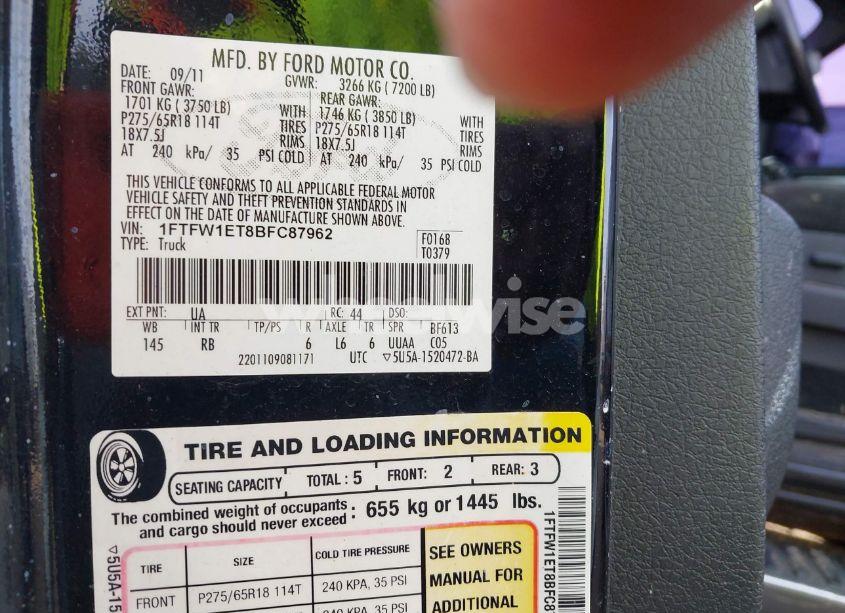 MFD. BY FORD MOTOR CO.
DATE: 09/11 GVWR: 3266 KG ( 7200 LB)
FRONT GAWR: REAR GAWR:
1701 KG ( 3750 LB) WITH 1746 KG ( 3850 LB) WITH
P275/65R18 114T TIRES P275/65R18 114T TIRES
18X7.5J RIMS 18X7.5J RIMS
AT 240 kPa/ 35 PSI COLD AT 240 kPa/ 35 PSI COLD
THIS VEHICLE CONFORMS TO ALL APPLICABLE FEDERAL MOTOR
VEHICLE SAFETY AND THEFT PREVENTION STANDARDS IN
EFFECT ON THE DATE OF MANUFACTURE SHOWN ABOVE.
VIN: 1FTFW1ET8BFC87962 F0168
TYPE: Truck T0379
EXT PNT: UA RC: 44 DSO:
WB INT TR TP/PS R AXLE TR SPR BF613
145 RB 6 L6 6 UUAA C05
2201109081171 UTC ▽5U5A-1520472-BA
wheelwise
TIRE AND LOADING INFORMATION
SEATING CAPACITY TOTAL : 5 FRONT: 2 REAR: 3
The combined weight of occupants
and cargo should never exceed : 655 kg or 1445 lbs.
TIRE SIZE COLD TIRE PRESSURE
FRONT P275/65R18 114T 240 KPA, 35 PSI
240 KPA, 35 PSI
SEE OWNERS
MANUAL FOR
ADDITIONAL
▽5U5A-15
1FTFW1ET8BFC87